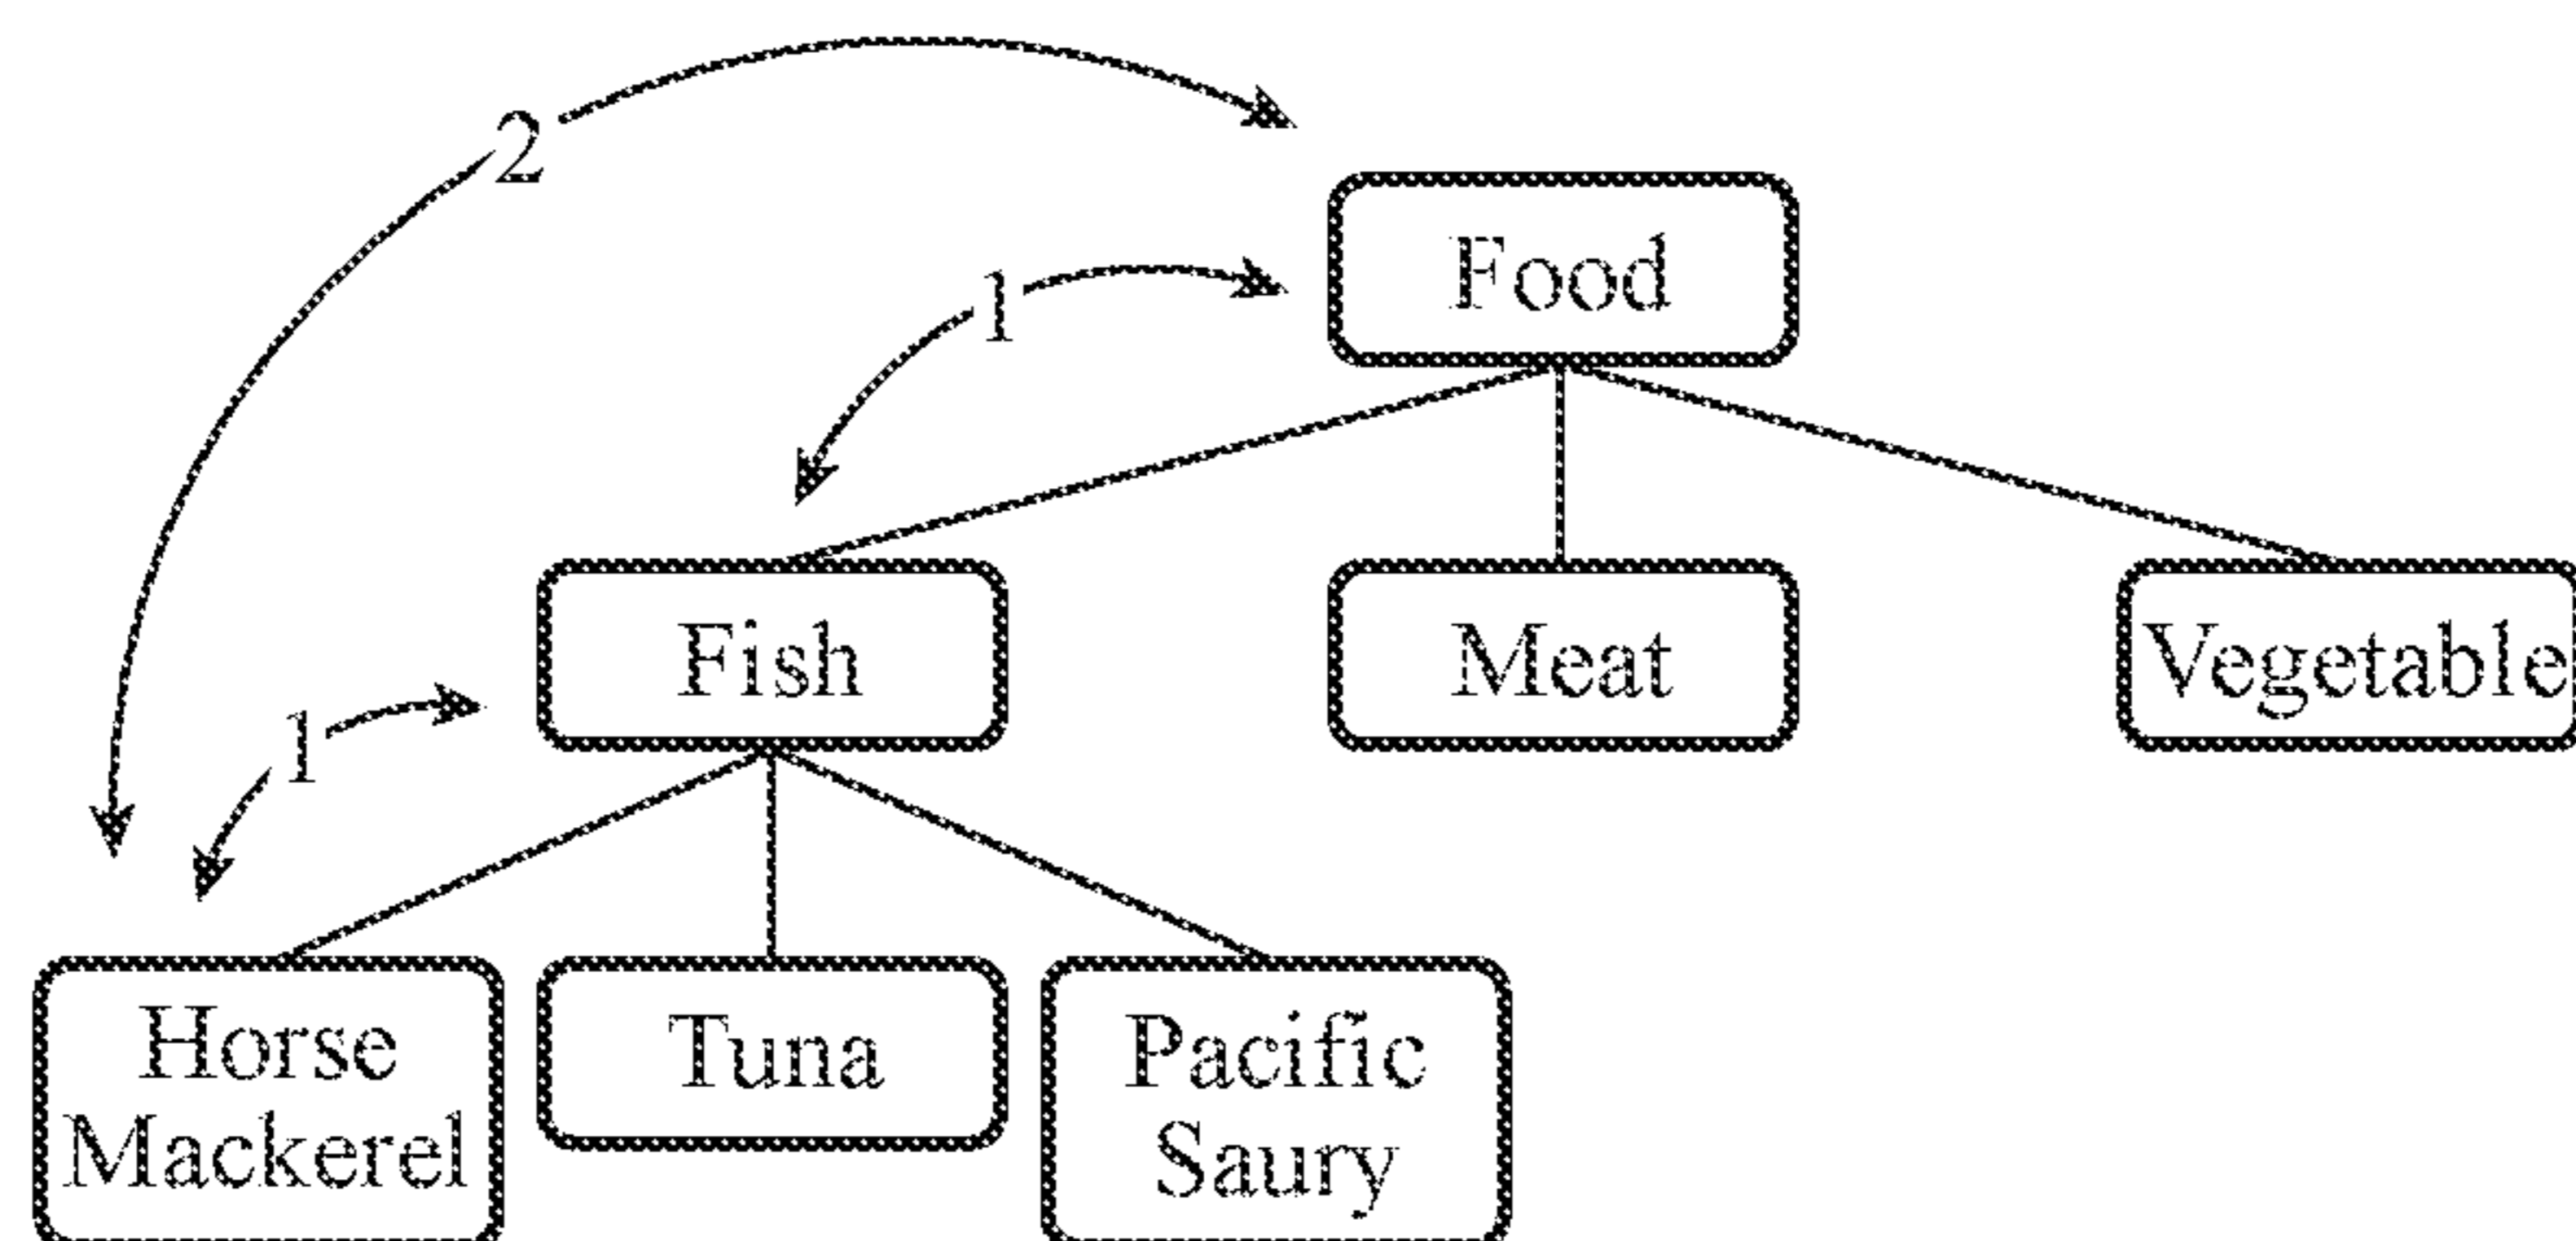 2
Food
1
Fish
Meat
Vegetable
1
Horse
Mackerel
Tuna
Pacific
Saury